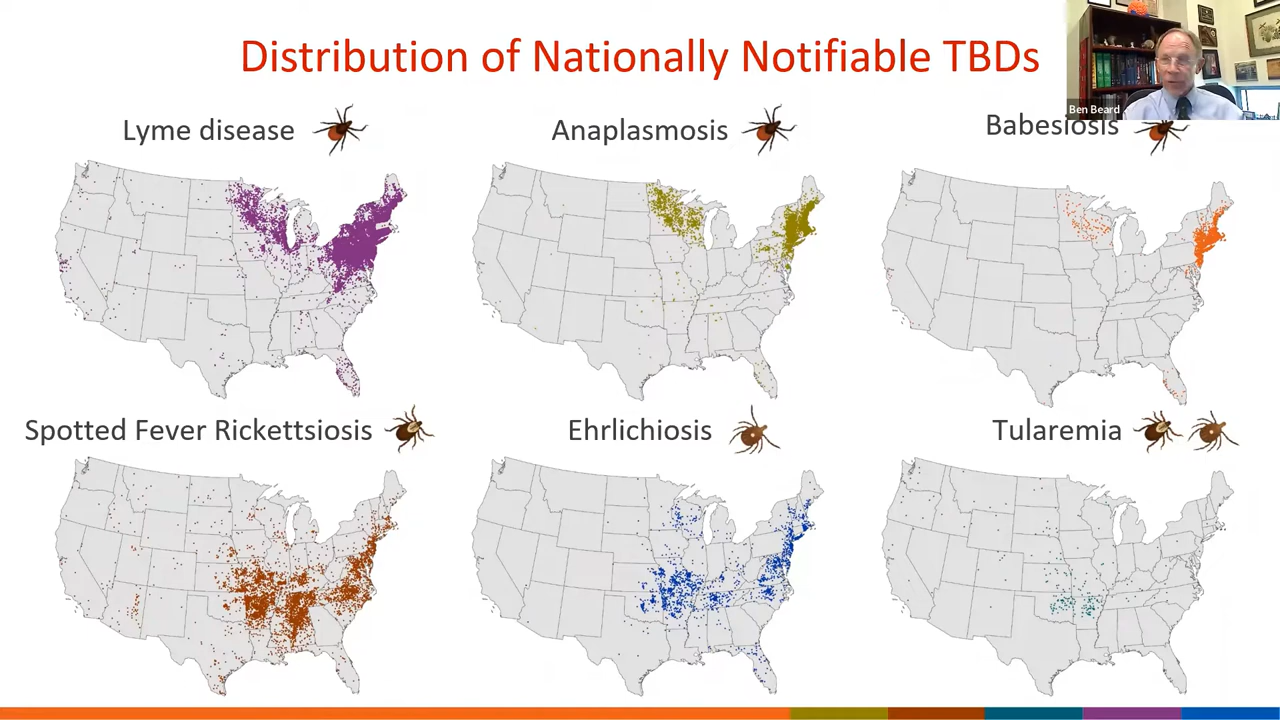 Distribution of Nationally Notifiable TBDs
Ben Beard
Lyme disease
Anaplasmosis
Babesiosis
Spotted Fever Rickettsiosis
Ehrlichiosis
Tularemia